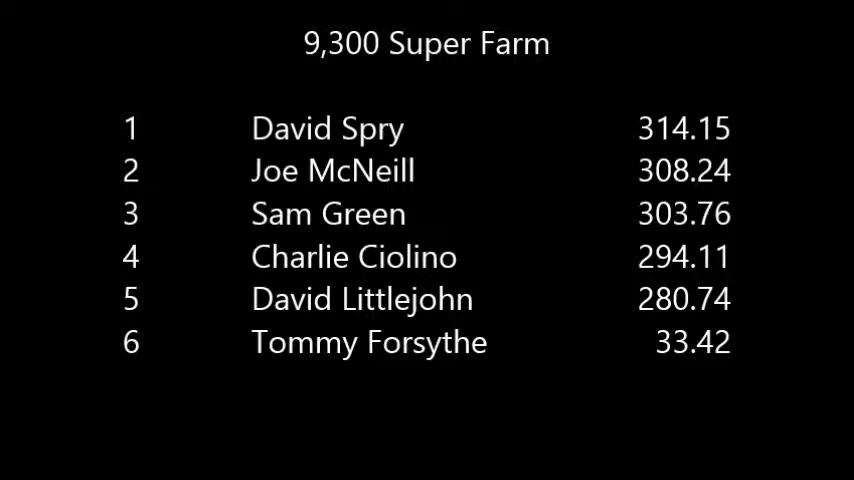 9,300 Super Farm
1 David Spry 314.15
2 Joe McNeill 308.24
3 Sam Green 303.76
4 Charlie Ciolino 294.11
5 David Littlejohn 280.74
6 Tommy Forsythe 33.42